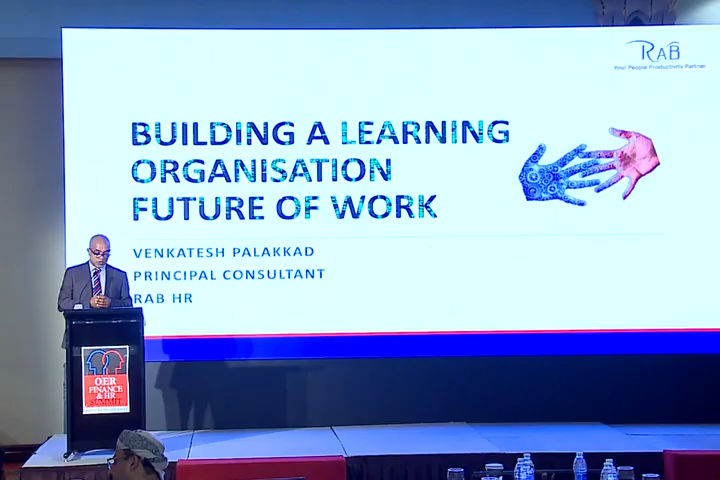 RAB
Your People Productivity Partner
BUILDING A LEARNING
ORGANISATION
FUTURE OF WORK
VENKATESH PALAKKAD
PRINCIPAL CONSULTANT
RAB HR
OER
FINANCE
& HR
SUMMIT